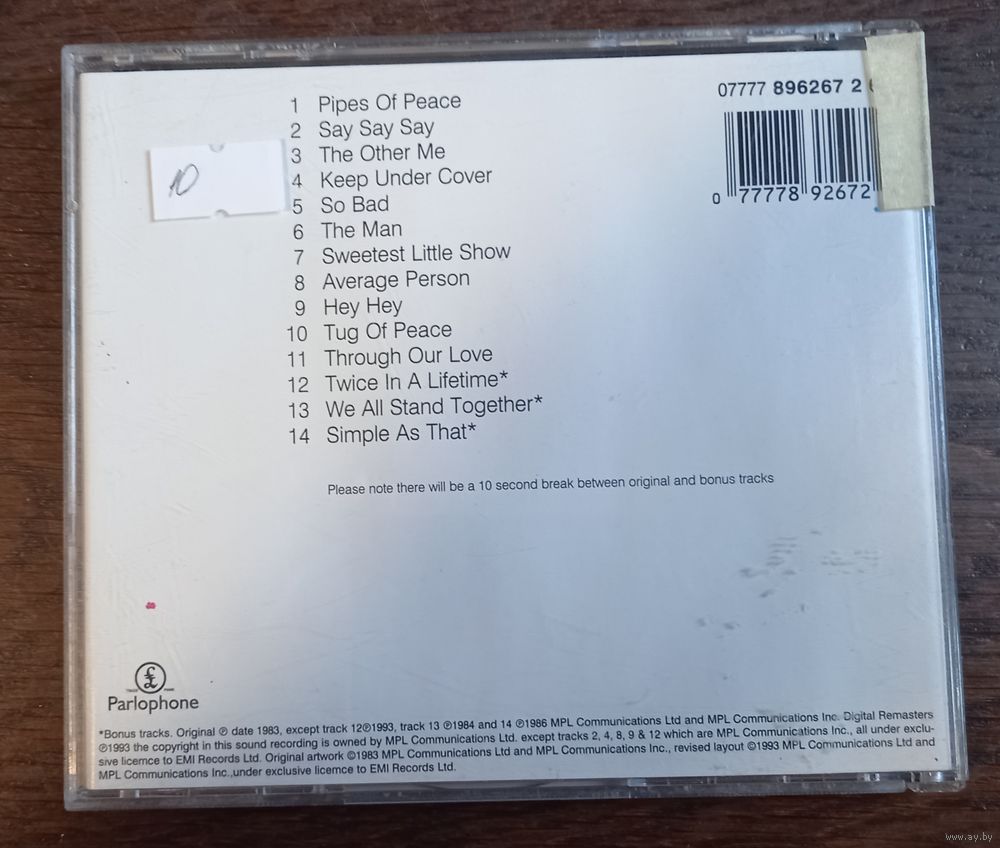 07777 896267 2
1 Pipes Of Peace
2 Say Say Say
3 The Other Me
4 Keep Under Cover
5 So Bad
6 The Man
7 Sweetest Little Show
8 Average Person
9 Hey Hey
10 Tug Of Peace
11 Through Our Love
12 Twice In A Lifetime*
13 We All Stand Together*
14 Simple As That*
10
0 77778 92672
Please note there will be a 10 second break between original and bonus tracks
£
TRADE MARK
Parlophone
*Bonus tracks. Original ℗ date 1983, except track 12℗1993, track 13 ℗1984 and 14 ℗1986 MPL Communications Ltd and MPL Communications Inc. Digital Remasters
℗1993 the copyright in this sound recording is owned by MPL Communications Ltd. except tracks 2, 4, 8, 9 & 12 which are MPL Communications Inc., all under exclu-
sive licence to EMI Records Ltd. Original artwork ©1983 MPL Communications Ltd and MPL Communications Inc., revised layout ©1993 MPL Communications Ltd and
MPL Communications Inc.,under exclusive licence to EMI Records Ltd.
www.ay.by